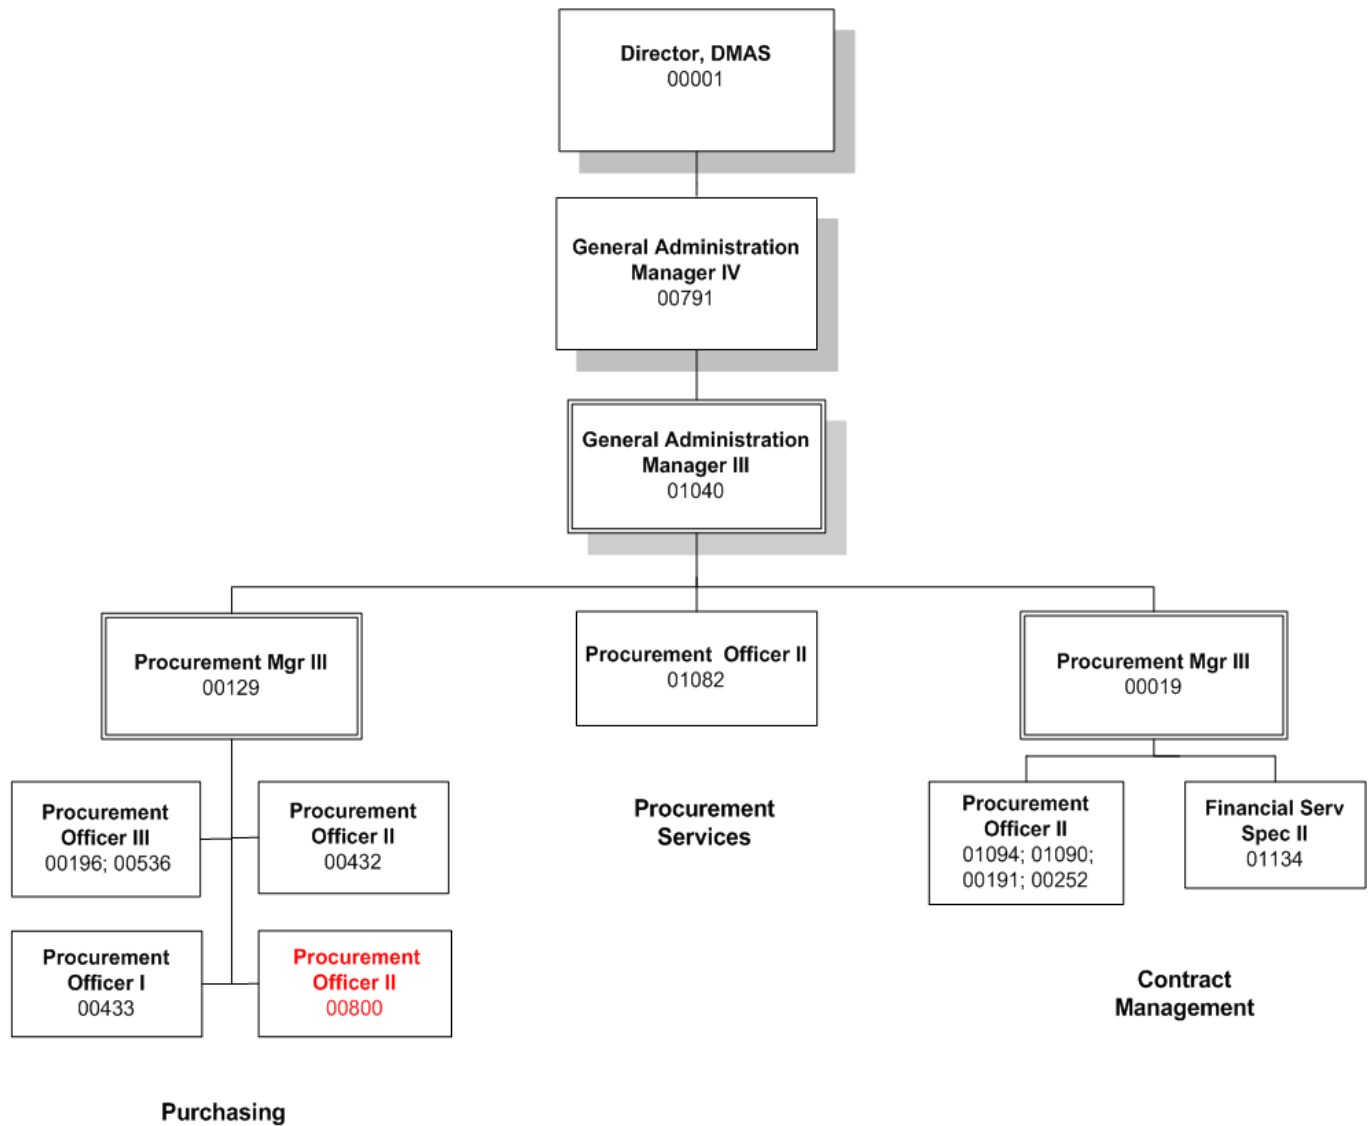 Director, DMAS
00001
General Administration
Manager IV
00791
General Administration
Manager III
01040
Procurement Mgr III
00129
Procurement Officer II
01082
Procurement Mgr III
00019
Procurement
Officer III
00196; 00536
Procurement
Officer II
00432
Procurement
Services
Procurement
Officer II
01094; 01090;
00191; 00252
Financial Serv
Spec II
01134
Procurement
Officer I
00433
Procurement
Officer II
00800
Contract
Management
Purchasing